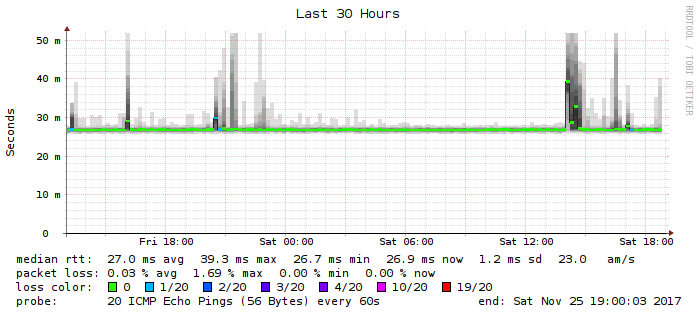 Last 30 Hours
RRDTOOL / TOBI OETIKER
Seconds
50 m
40 m
30 m
20 m
10 m
0
Fri 18:00 Sat 00:00 Sat 06:00 Sat 12:00 Sat 18:00
median rtt: 27.0 ms avg 39.3 ms max 26.7 ms min 26.9 ms now 1.2 ms sd 23.0 am/s
packet loss: 0.03 % avg 1.69 % max 0.00 % min 0.00 % now
loss color: 0 1/20 2/20 3/20 4/20 10/20 19/20
probe: 20 ICMP Echo Pings (56 Bytes) every 60s end: Sat Nov 25 19:00:03 2017